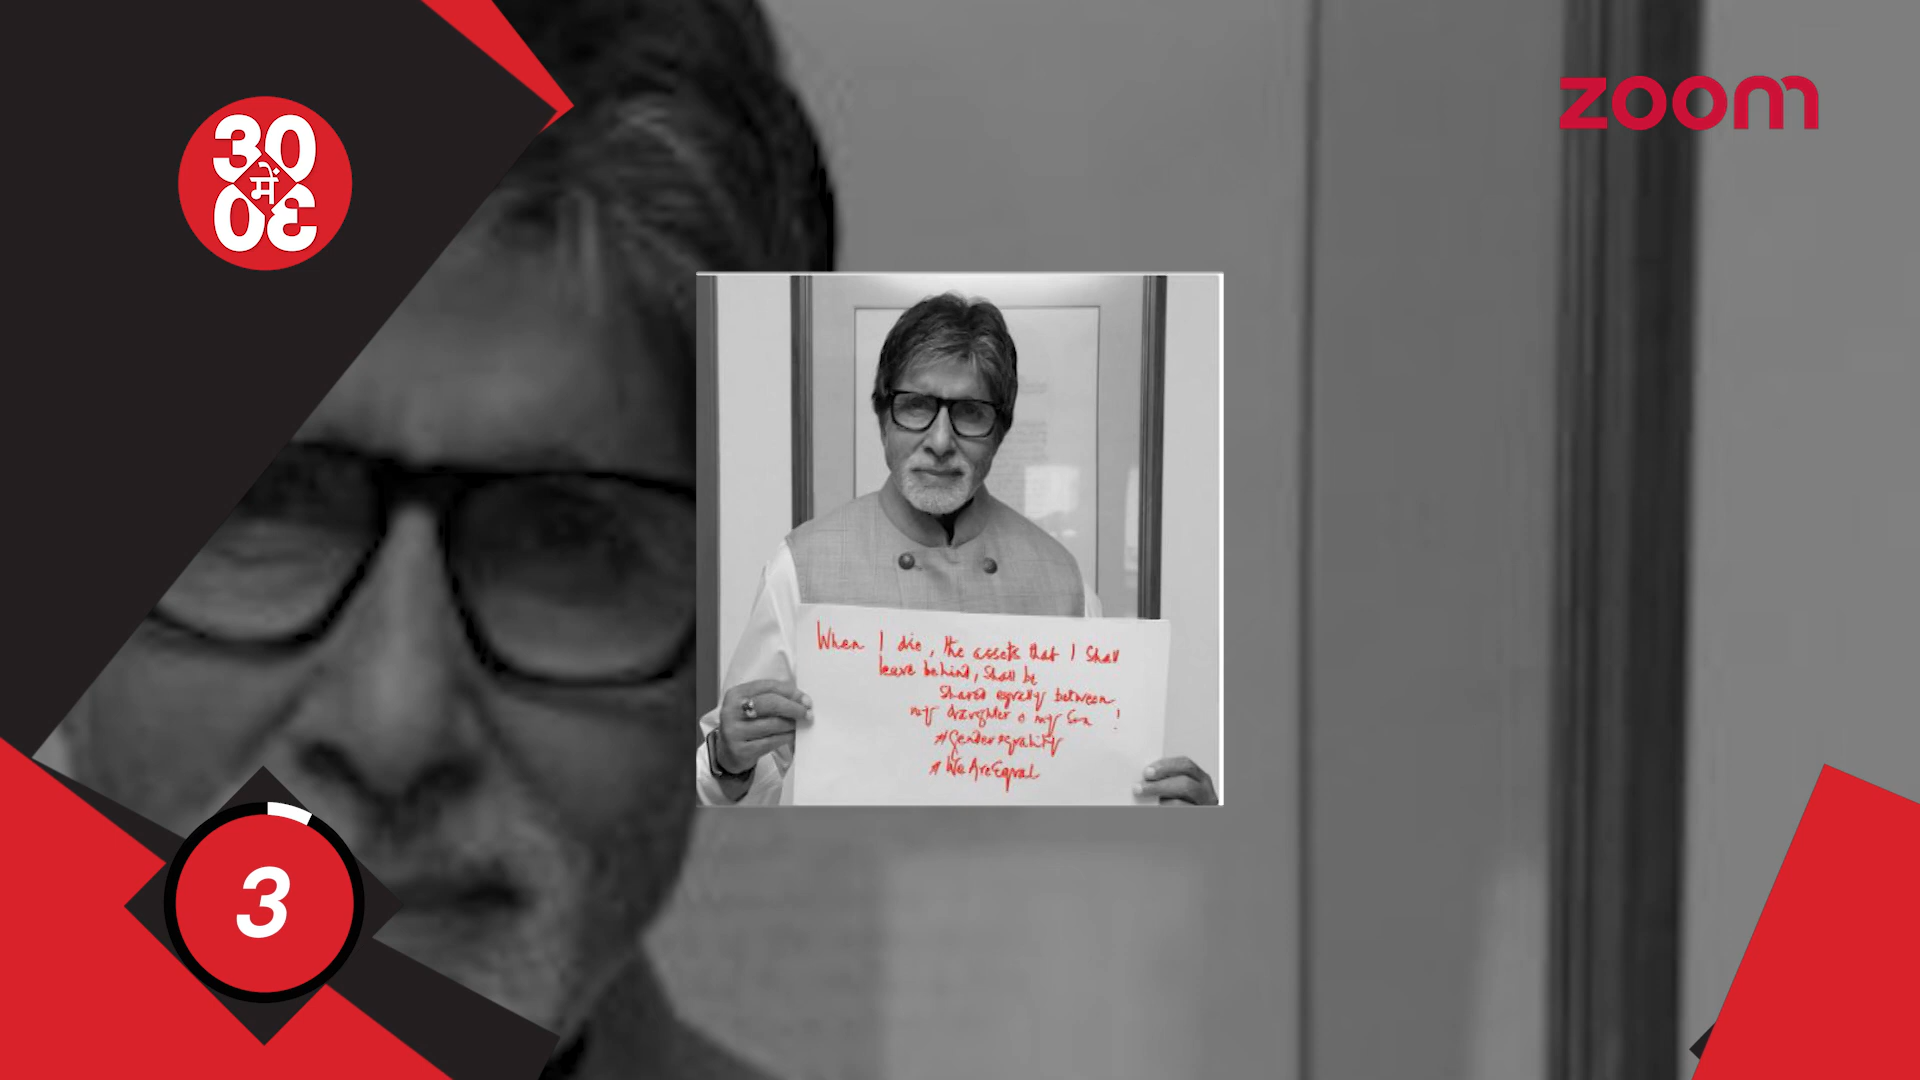 30
में
30
zoom
When I die, the assets that I shall
leave behind, shall be
shared equally between
my daughter & my son !
#Genderequality
#WeAreEqual
3